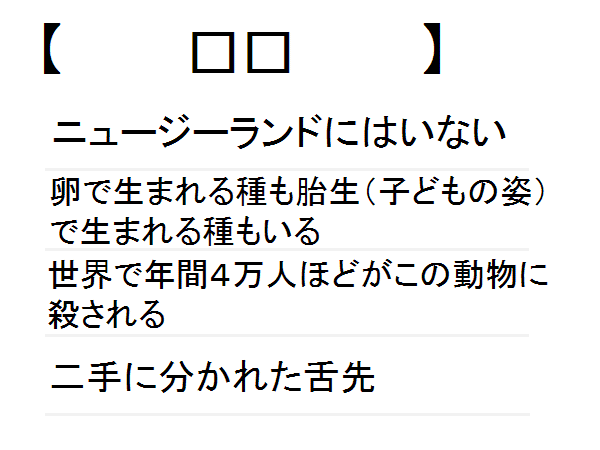 【 □□ 】
ニュージーランドにはいない
卵で生まれる種も胎生（子どもの姿）
で生まれる種もいる
世界で年間４万人ほどがこの動物に
殺される
二手に分かれた舌先